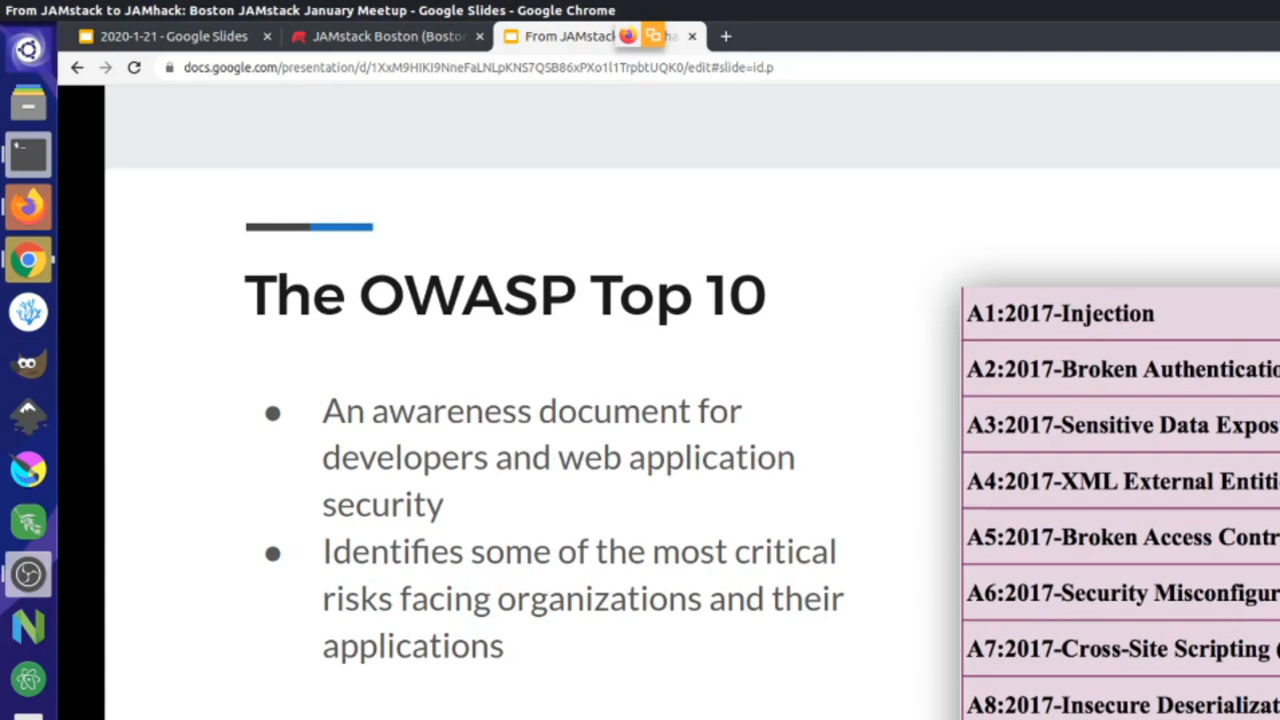 From JAMstack to JAMhack: Boston JAMstack January Meetup - Google Slides - Google Chrome
2020-1-21 - Google Slides
JAMstack Boston (Boston
From JAMstack
docs.google.com/presentation/d/1XxM9HIKI9NneFaLNLpKNS7QSB86xPXo1l1TrpbtUQK0/edit#slide=id.p
The OWASP Top 10
● An awareness document for
developers and web application
security
● Identifies some of the most critical
risks facing organizations and their
applications
A1:2017-Injection
A2:2017-Broken Authenticatio
A3:2017-Sensitive Data Expos
A4:2017-XML External Entiti
A5:2017-Broken Access Contr
A6:2017-Security Misconfigur
A7:2017-Cross-Site Scripting (
A8:2017-Insecure Deserializat